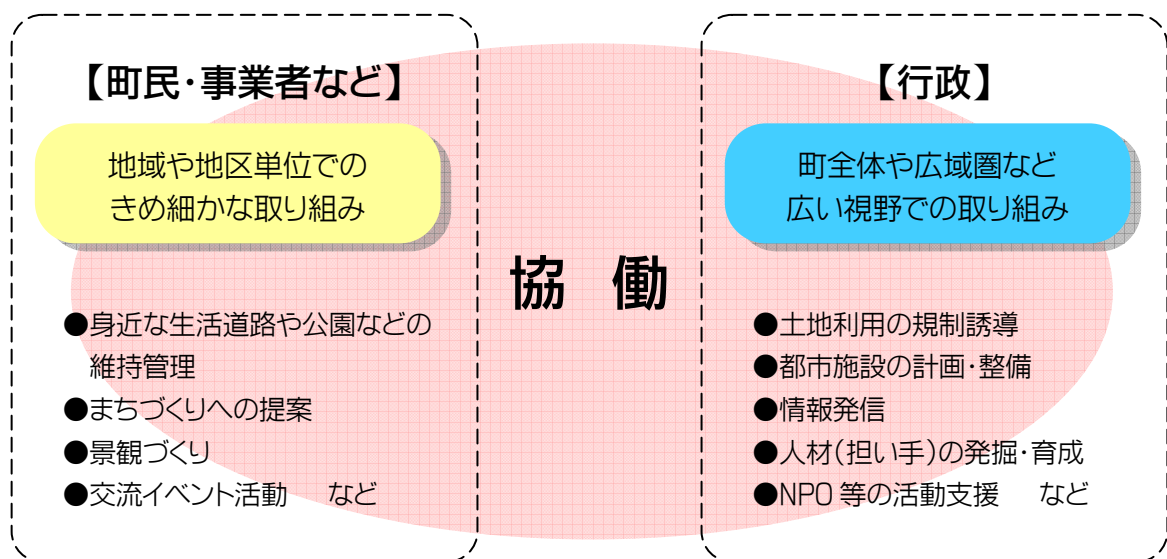 【町民・事業者など】
地域や地区単位での
きめ細かな取り組み
●身近な生活道路や公園などの
維持管理
●まちづくりへの提案
●景観づくり
●交流イベント活動 など
協 働
【行政】
町全体や広域圏など
広い視野での取り組み
●土地利用の規制誘導
●都市施設の計画・整備
●情報発信
●人材(担い手)の発掘・育成
●NPO 等の活動支援 など